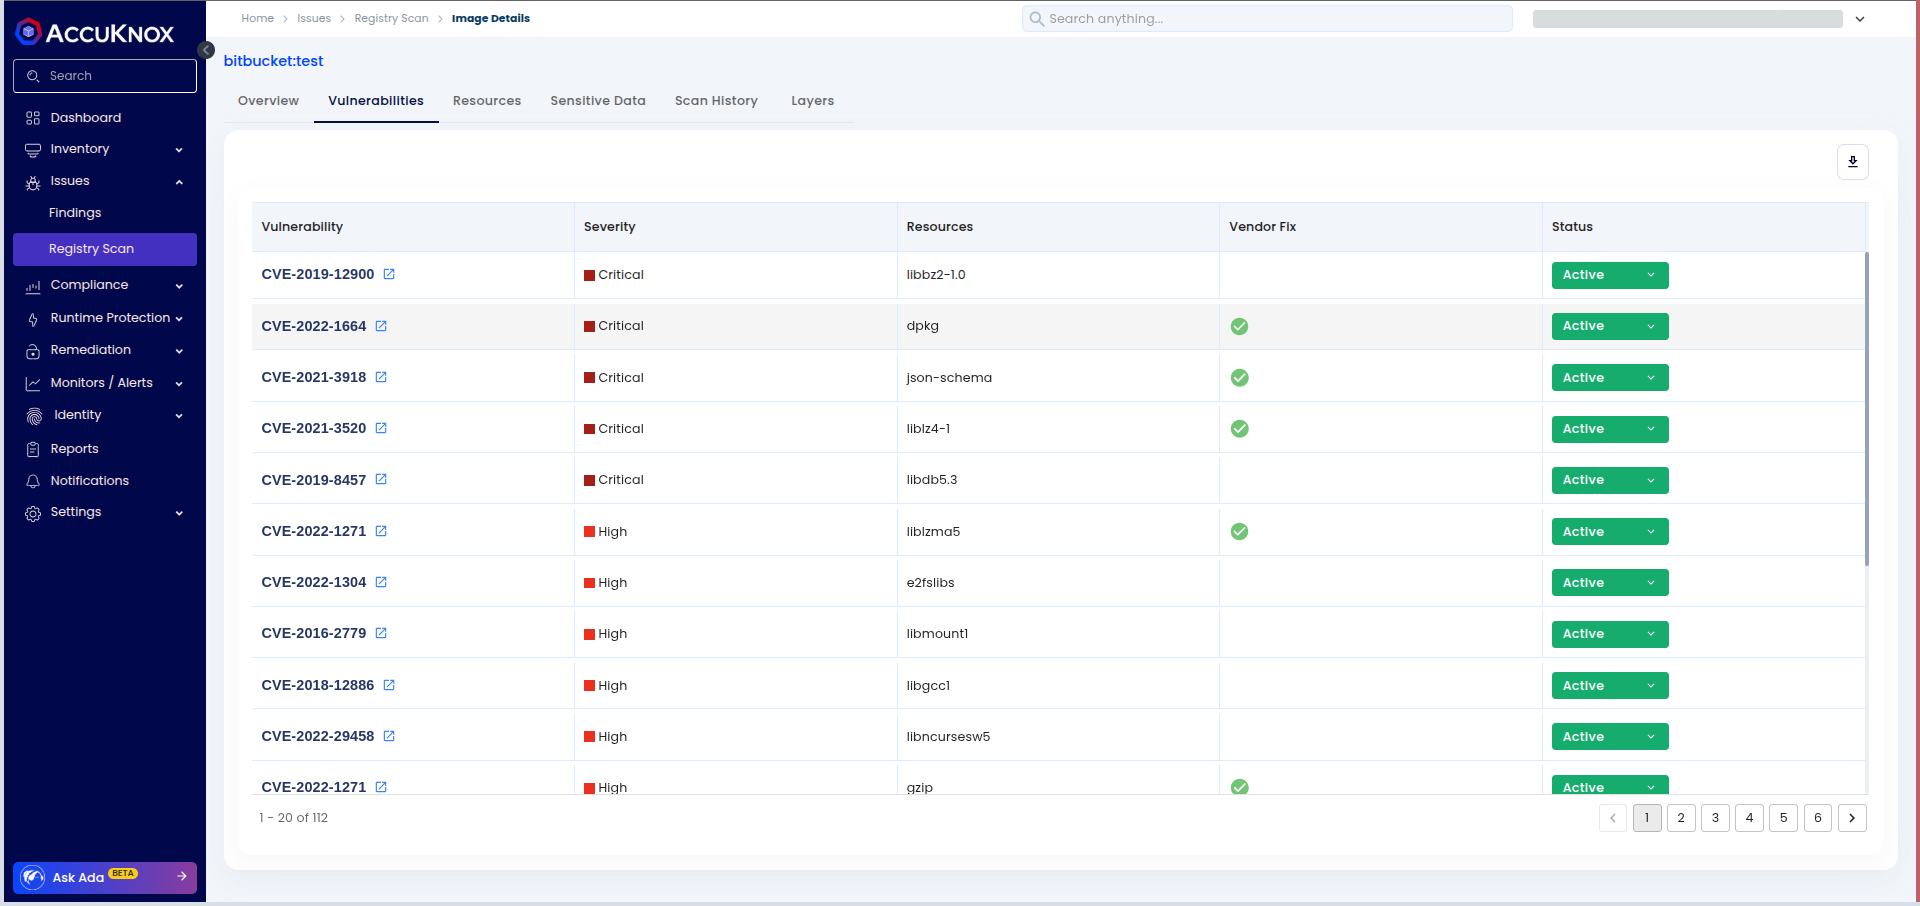 ACCUKNOX
Search
Dashboard
Inventory
Issues
Findings
Registry Scan
Compliance
Runtime Protection
Remediation
Monitors / Alerts
Identity
Reports
Notifications
Settings
Ask Ada BETA
Home > Issues > Registry Scan > Image Details
Search anything...
bitbucket:test
Overview Vulnerabilities Resources Sensitive Data Scan History Layers
Vulnerability Severity Resources Vendor Fix Status
CVE-2019-12900 Critical libbz2-1.0 Active
CVE-2022-1664 Critical dpkg Active
CVE-2021-3918 Critical json-schema Active
CVE-2021-3520 Critical liblz4-1 Active
CVE-2019-8457 Critical libdb5.3 Active
CVE-2022-1271 High liblzma5 Active
CVE-2022-1304 High e2fslibs Active
CVE-2016-2779 High libmount1 Active
CVE-2018-12886 High libgcc1 Active
CVE-2022-29458 High libncursesw5 Active
CVE-2022-1271 High gzip Active
1 - 20 of 112
< 1 2 3 4 5 6 >